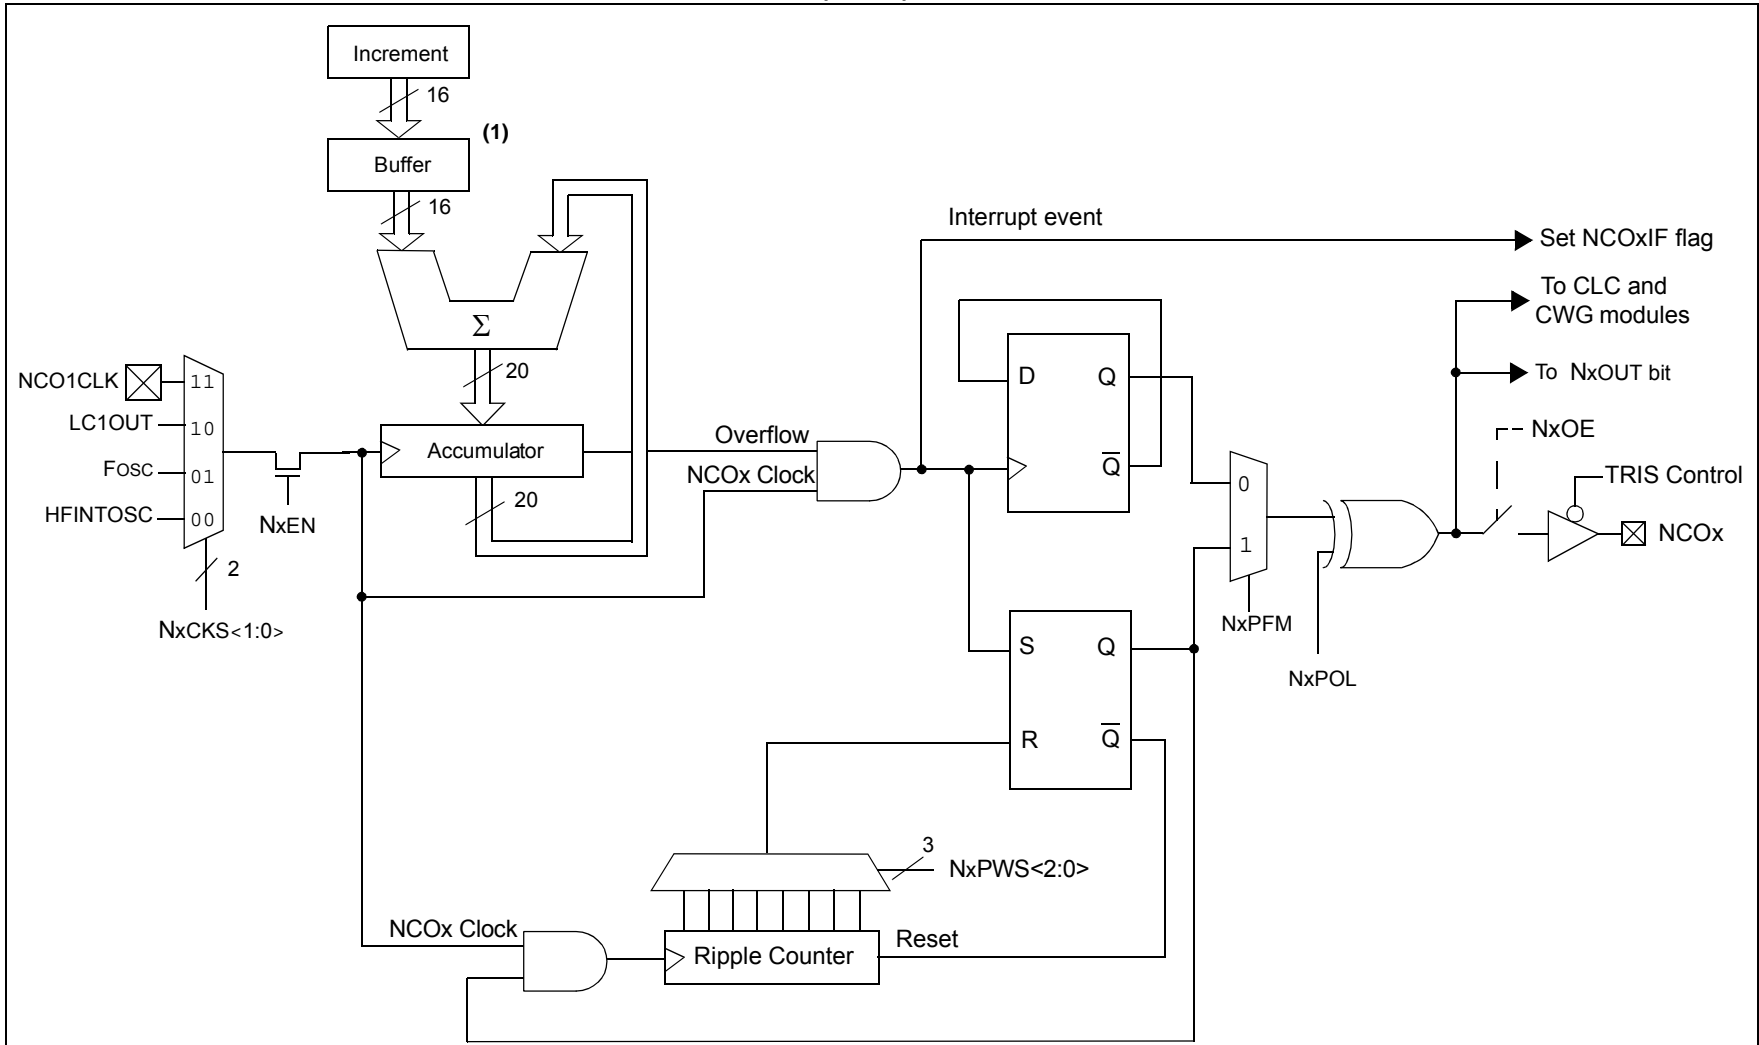 Increment
16
(1)
Buffer
16
Σ
20
Accumulator
20
NCO1CLK
11
LC1OUT
10
FOSC
01
HFINTOSC
00
2
NxCKS<1:0>
NxEN
Overflow
NCOx Clock
Interrupt event
Set NCOxIF flag
To CLC and
CWG modules
To NxOUT bit
D
Q
Q̅
NxOE
TRIS Control
NCOx
0
1
NxPFM
NxPOL
S
Q
R
Q̅
3
NxPWS<2:0>
NCOx Clock
Ripple Counter
Reset